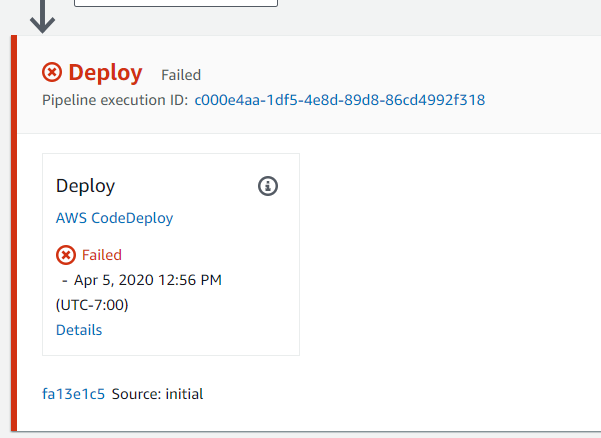 Deploy Failed
Pipeline execution ID: c000e4aa-1df5-4e8d-89d8-86cd4992f318
Deploy
AWS CodeDeploy
Failed
- Apr 5, 2020 12:56 PM
(UTC-7:00)
Details
fa13e1c5 Source: initial